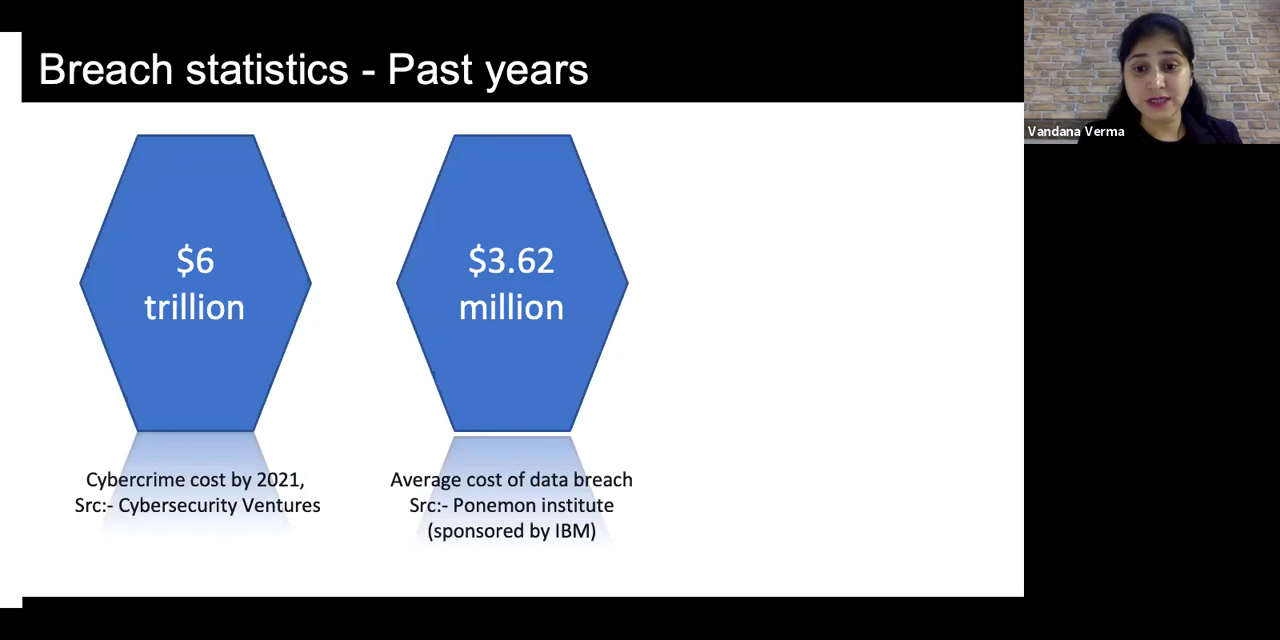 Breach statistics - Past years
Vandana Verma
$6
trillion
$3.62
million
Cybercrime cost by 2021,
Src:- Cybersecurity Ventures
Average cost of data breach
Src:- Ponemon institute
(sponsored by IBM)